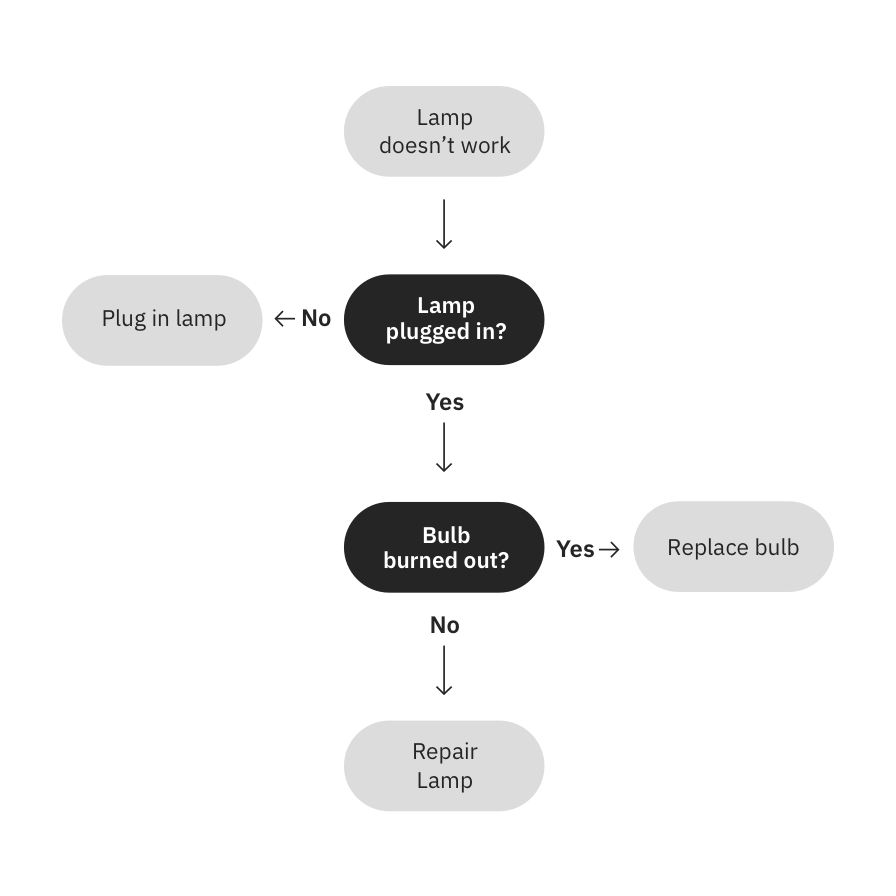 Lamp
doesn’t work
Plug in lamp
No
Lamp
plugged in?
Yes
Bulb
burned out?
Yes
Replace bulb
No
Repair
Lamp